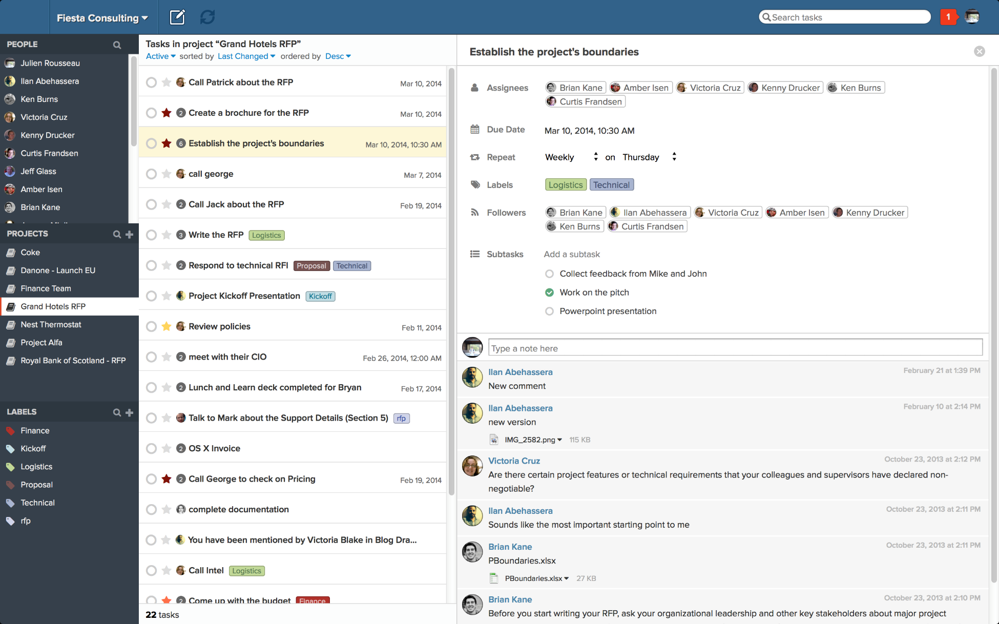 Fiesta Consulting
Search tasks
1
PEOPLE
Julien Rousseau
Ilan Abehassera
Ken Burns
Victoria Cruz
Kenny Drucker
Curtis Frandsen
Jeff Glass
Amber Isen
Brian Kane
PROJECTS
Coke
Danone - Launch EU
Finance Team
Grand Hotels RFP
Nest Thermostat
Project Alfa
Royal Bank of Scotland - RFP
LABELS
Finance
Kickoff
Logistics
Proposal
Technical
rfp
Tasks in project “Grand Hotels RFP”
Active sorted by Last Changed ordered by Desc
Call Patrick about the RFP Mar 10, 2014
2 Create a brochure for the RFP Mar 10, 2014
6 Establish the project's boundaries Mar 10, 2014, 10:30 AM
call george Mar 7, 2014
2 Call Jack about the RFP Feb 19, 2014
3 Write the RFP Logistics
2 Respond to technical RFI Proposal Technical
Project Kickoff Presentation Kickoff
Review policies Feb 11, 2014
2 meet with their CIO Feb 26, 2014, 12:00 AM
2 Lunch and Learn deck completed for Bryan Feb 17, 2014
Talk to Mark about the Support Details (Section 5) rfp
2 OS X Invoice
2 Call George to check on Pricing Feb 19, 2014
complete documentation
You have been mentioned by Victoria Blake in Blog Dra...
Call Intel Logistics
2 Come up with the budget Finance
22 tasks
Establish the project's boundaries
Assignees Brian Kane Amber Isen Victoria Cruz Kenny Drucker Ken Burns
Curtis Frandsen
Due Date Mar 10, 2014, 10:30 AM
Repeat Weekly on Thursday
Labels Logistics Technical
Followers Brian Kane Ilan Abehassera Victoria Cruz Amber Isen Kenny Drucker
Ken Burns Curtis Frandsen
Subtasks Add a subtask
Collect feedback from Mike and John
Work on the pitch
Powerpoint presentation
Type a note here
Ilan Abehassera February 21 at 1:39 PM
New comment
Ilan Abehassera February 10 at 2:14 PM
new version
IMG_2582.png 115 KB
Victoria Cruz October 23, 2013 at 2:12 PM
Are there certain project features or technical requirements that your colleagues and supervisors have declared non-
negotiable?
Ilan Abehassera October 23, 2013 at 2:11 PM
Sounds like the most important starting point to me
Brian Kane October 23, 2013 at 2:11 PM
PBoundaries.xlsx
PBoundaries.xlsx 27 KB
Brian Kane October 23, 2013 at 2:10 PM
Before you start writing your RFP, ask your organizational leadership and other key stakeholders about major project